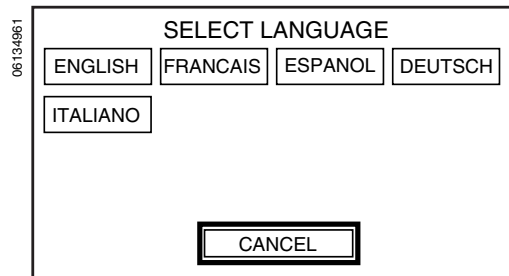 06134961
SELECT LANGUAGE
ENGLISH FRANCAIS ESPANOL DEUTSCH
ITALIANO
CANCEL